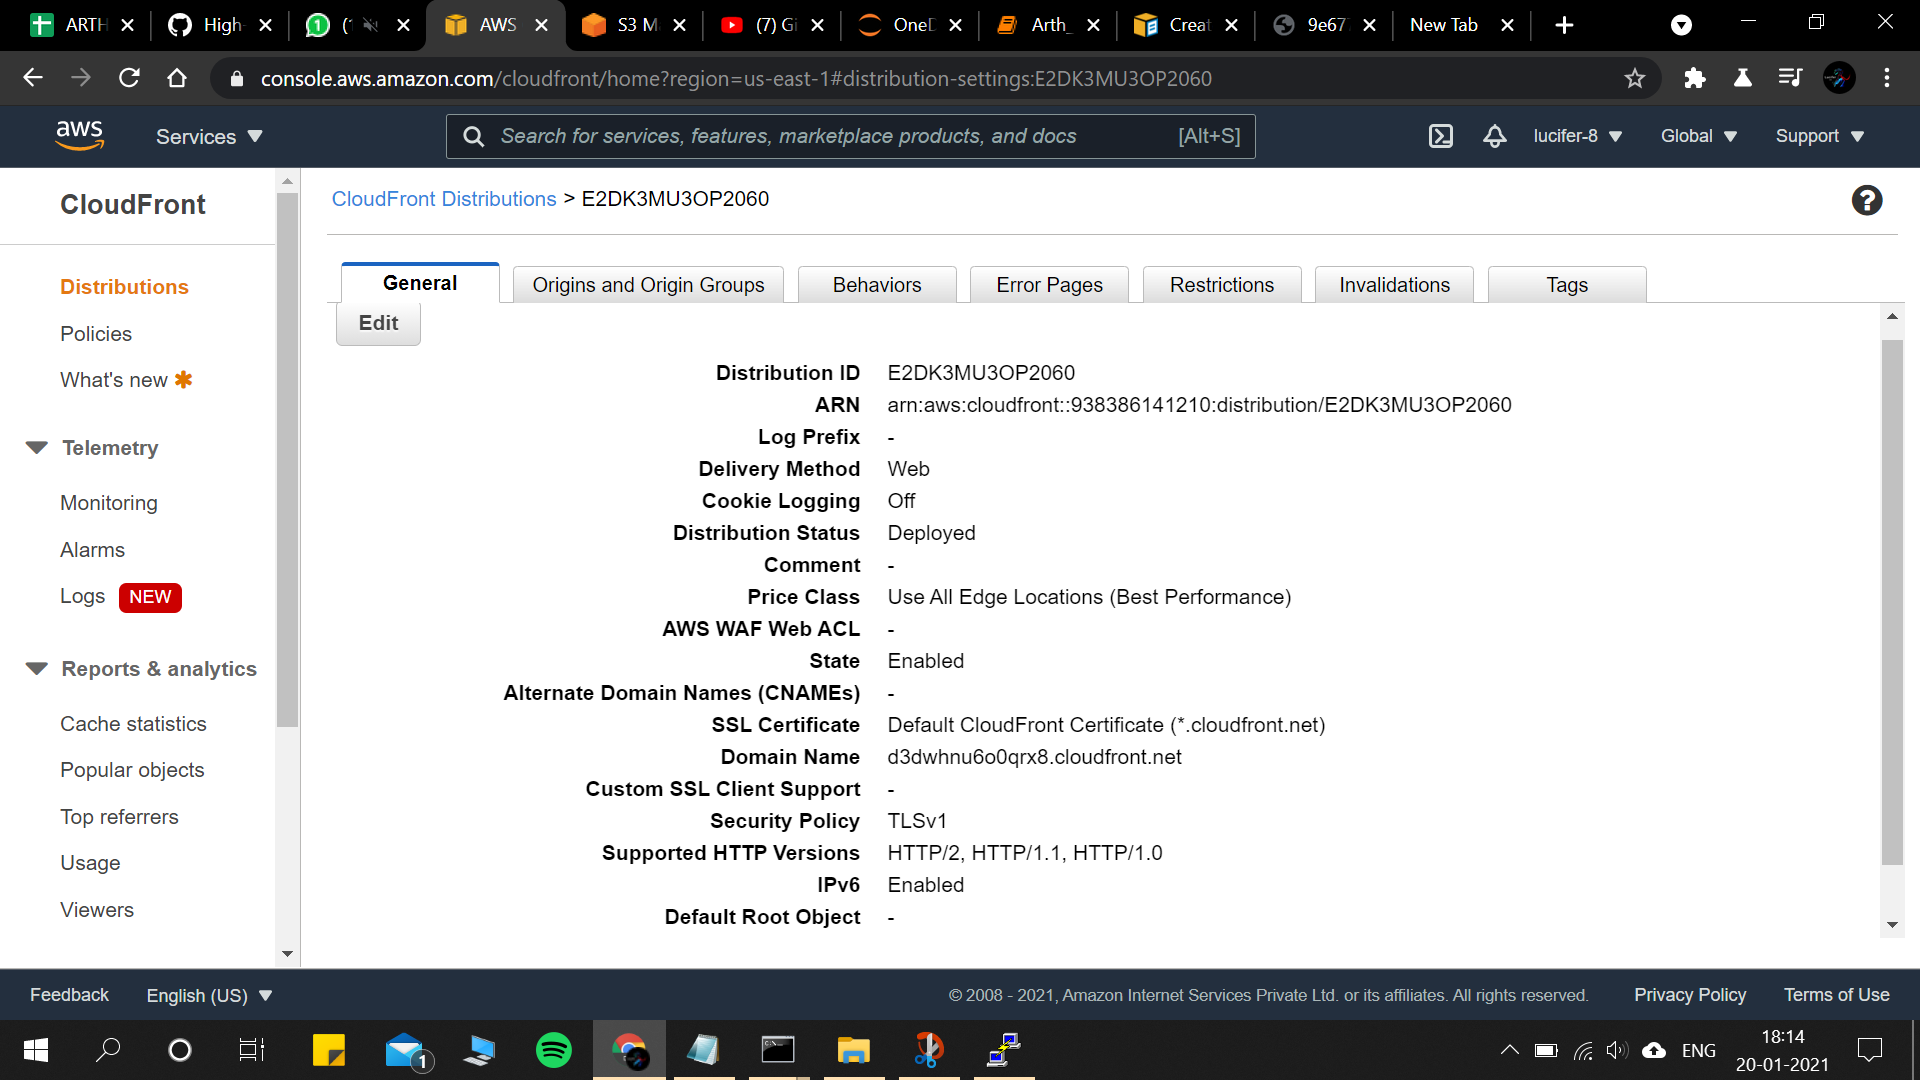 ARTH
High-
1 (1
AWS
S3 M
(7) Gi
OneD
Arth_
Creat
9e67
New Tab
console.aws.amazon.com/cloudfront/home?region=us-east-1#distribution-settings:E2DK3MU3OP2060
aws
Services
Search for services, features, marketplace products, and docs [Alt+S]
lucifer-8
Global
Support
CloudFront
Distributions
Policies
What's new
Telemetry
Monitoring
Alarms
Logs NEW
Reports & analytics
Cache statistics
Popular objects
Top referrers
Usage
Viewers
CloudFront Distributions > E2DK3MU3OP2060
?
General
Origins and Origin Groups
Behaviors
Error Pages
Restrictions
Invalidations
Tags
Edit
Distribution ID E2DK3MU3OP2060
ARN arn:aws:cloudfront::938386141210:distribution/E2DK3MU3OP2060
Log Prefix -
Delivery Method Web
Cookie Logging Off
Distribution Status Deployed
Comment -
Price Class Use All Edge Locations (Best Performance)
AWS WAF Web ACL -
State Enabled
Alternate Domain Names (CNAMEs) -
SSL Certificate Default CloudFront Certificate (*.cloudfront.net)
Domain Name d3dwhnu6o0qrx8.cloudfront.net
Custom SSL Client Support -
Security Policy TLSv1
Supported HTTP Versions HTTP/2, HTTP/1.1, HTTP/1.0
IPv6 Enabled
Default Root Object -
Feedback
English (US)
© 2008 - 2021, Amazon Internet Services Private Ltd. or its affiliates. All rights reserved.
Privacy Policy
Terms of Use
1
ENG
18:14
20-01-2021